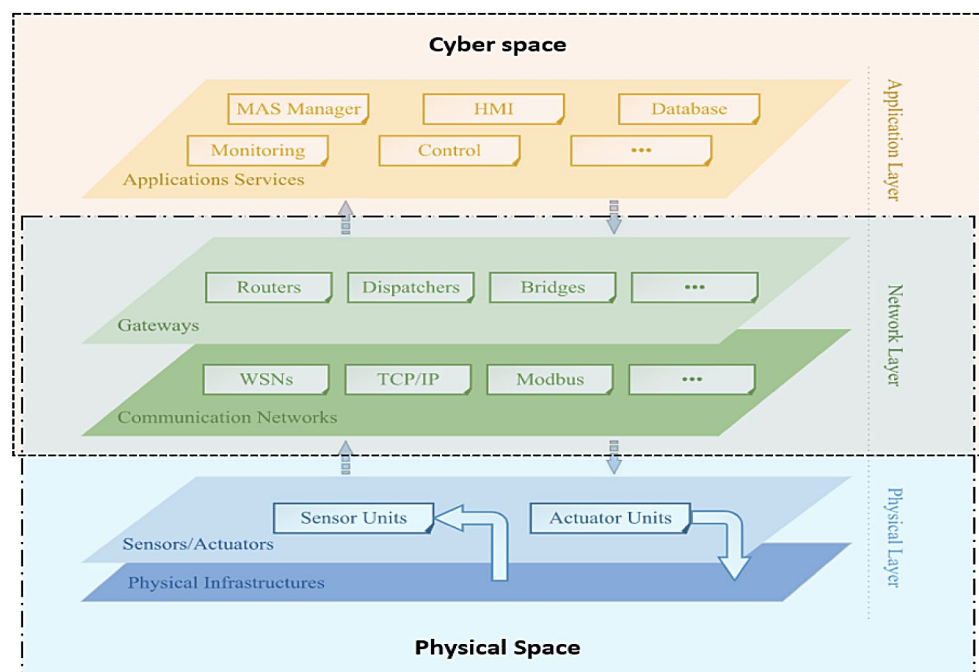 Cyber space
MAS Manager
HMI
Database
Monitoring
Control
•••
Applications Services
Application Layer
Routers
Dispatchers
Bridges
•••
Gateways
WSNs
TCP/IP
Modbus
•••
Communication Networks
Network Layer
Sensor Units
Actuator Units
Sensors/Actuators
Physical Infrastructures
Physical Layer
Physical Space